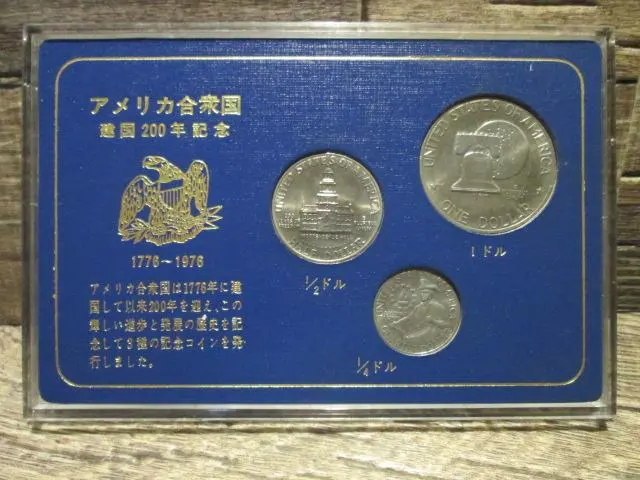 アメリカ合衆国
建国200年記念
1776~1976
アメリカ合衆国は1776年に建
国して以来200年を迎え、この
輝しい進歩と発展の歴史を記
念して3種の記念コインを発
行しました。
UNITED STATES OF AMERICA
ONE DOLLAR
1ドル
UNITED STATES OF AMERICA
HALF DOLLAR
1/2ドル
1/4ドル